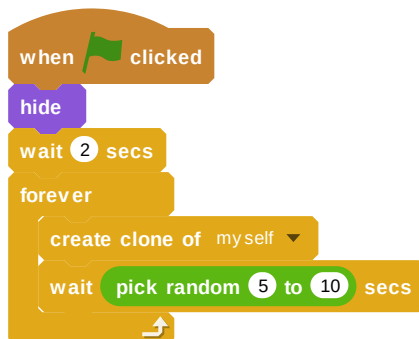 when clicked
hide
wait 2 secs
forever
create clone of myself
wait pick random 5 to 10 secs